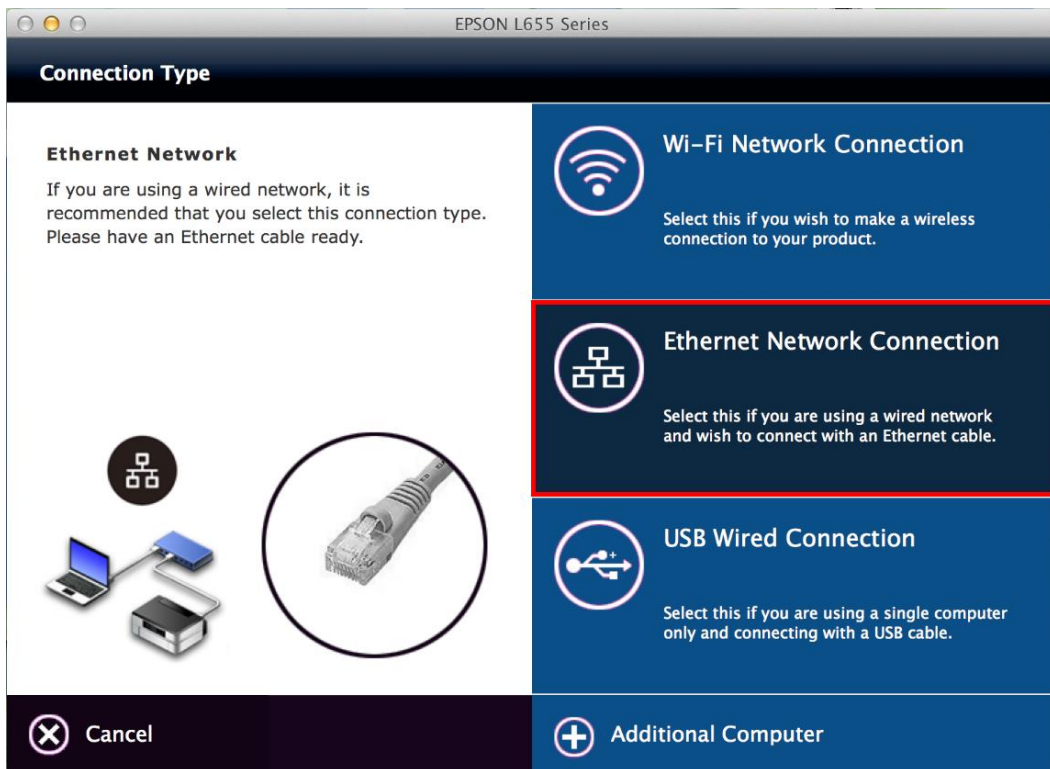 EPSON L655 Series
Connection Type
Ethernet Network
If you are using a wired network, it is
recommended that you select this connection type.
Please have an Ethernet cable ready.
Wi-Fi Network Connection
Select this if you wish to make a wireless
connection to your product.
Ethernet Network Connection
Select this if you are using a wired network
and wish to connect with an Ethernet cable.
USB Wired Connection
Select this if you are using a single computer
only and connecting with a USB cable.
Cancel
Additional Computer